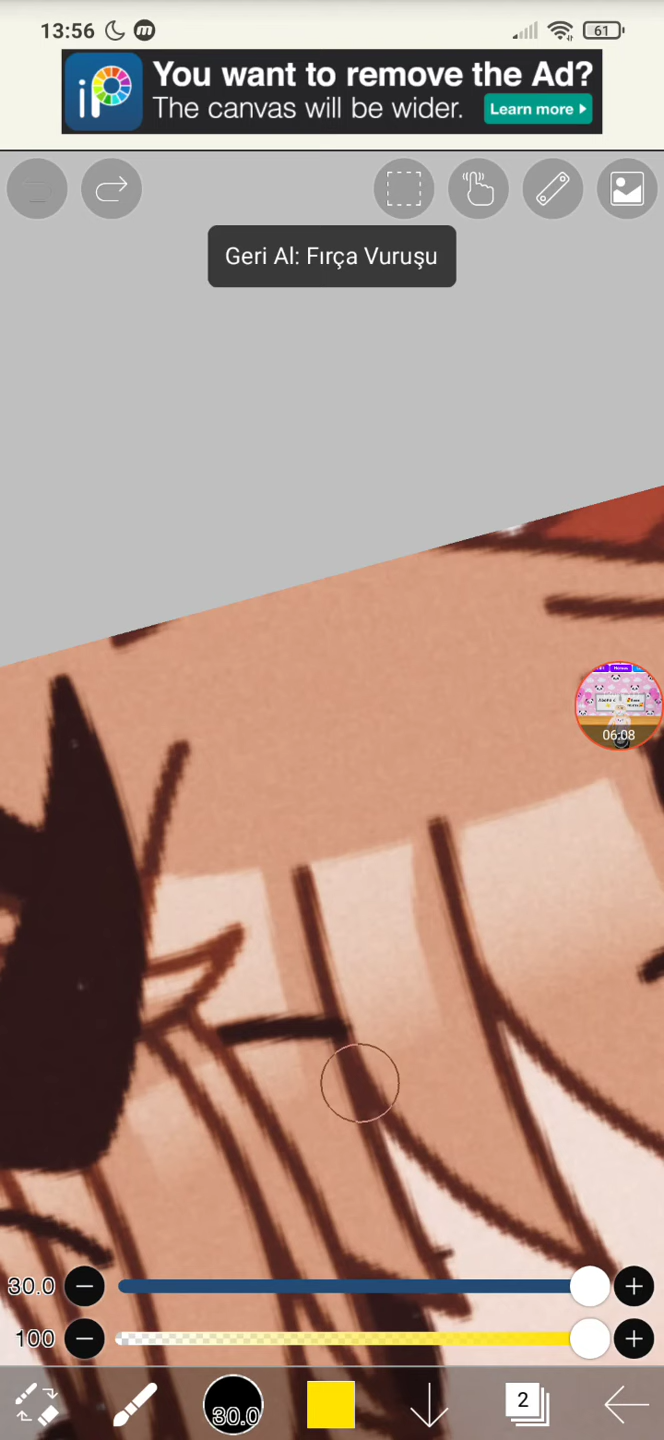 13:56
61
iP
You want to remove the Ad?
The canvas will be wider.
Learn more
Geri Al: Fırça Vuruşu
06:08
30.0
100
30.0
2